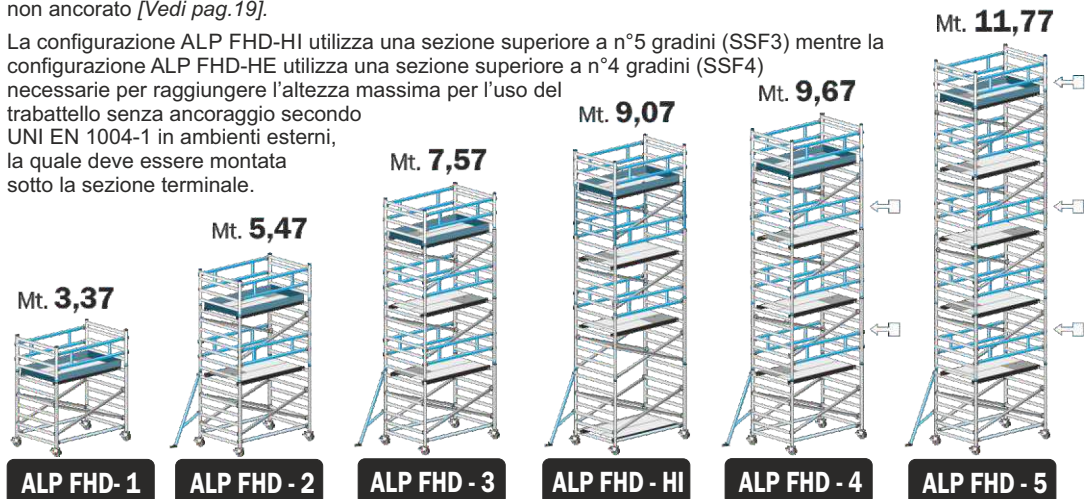 non ancorato [Vedi pag.19].
La configurazione ALP FHD-HI utilizza una sezione superiore a n°5 gradini (SSF3) mentre la
configurazione ALP FHD-HE utilizza una sezione superiore a n°4 gradini (SSF4)
necessarie per raggiungere l'altezza massima per l'uso del
trabattello senza ancoraggio secondo
UNI EN 1004-1 in ambienti esterni,
la quale deve essere montata
sotto la sezione terminale.
Mt. 3,37
Mt. 5,47
Mt. 7,57
Mt. 9,07
Mt. 9,67
Mt. 11,77
ALP FHD- 1
ALP FHD - 2
ALP FHD - 3
ALP FHD - HI
ALP FHD - 4
ALP FHD - 5